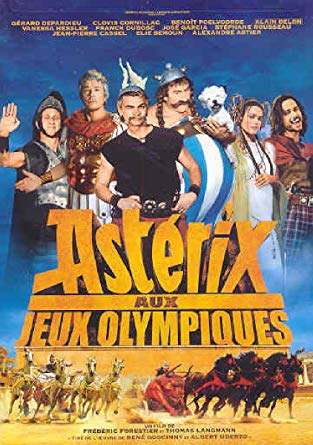 GÉRARD DEPARDIEU CLOVIS CORNILLAC BENOÎT POELVOORDE ALAIN DELON
VANESSA HESSLER FRANCK DUBOSC JOSÉ GARCIA STÉPHANE ROUSSEAU
JEAN-PIERRE CASSEL ELIE SEMOUN ALEXANDRE ASTIER
Astérix
AUX
JEUX OLYMPIQUES
UN FILM DE
FRÉDÉRIC FORESTIER ET THOMAS LANGMANN
TIRÉ DE L'ŒUVRE DE RENÉ GOSCINNY ET ALBERT UDERZO